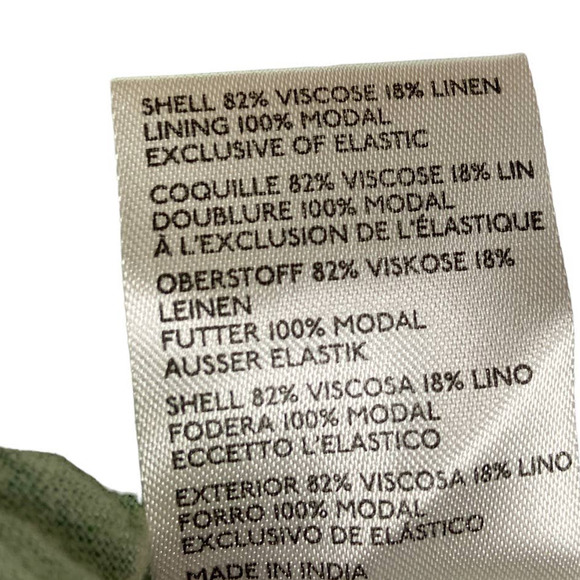 SHELL 82% VISCOSE 18% LINEN
LINING 100% MODAL
EXCLUSIVE OF ELASTIC
COQUILLE 82% VISCOSE 18% LIN
DOUBLURE 100% MODAL
À L'EXCLUSION DE L'ÉLASTIQUE
OBERSTOFF 82% VISKOSE 18%
LEINEN
FUTTER 100% MODAL
AUSSER ELASTIK
SHELL 82% VISCOSA 18% LINO
FODERA 100% MODAL
ECCETTO L'ELASTICO
EXTERIOR 82% VISCOSA 18% LINO
FORRO 100% MODAL
EXCLUSIVO DE ELÁSTICO
MADE IN INDIA